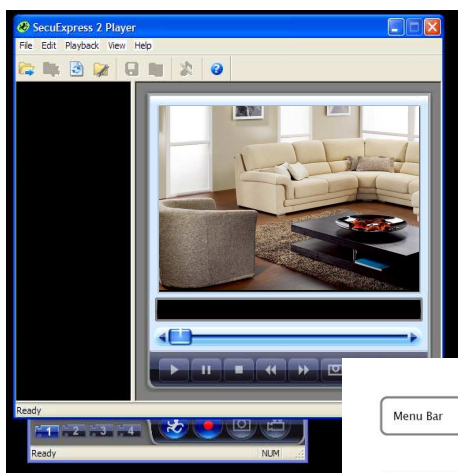 SecuExpress 2 Player
File Edit Playback View Help
Ready
Menu Bar
1 2 3 4
Ready NUM